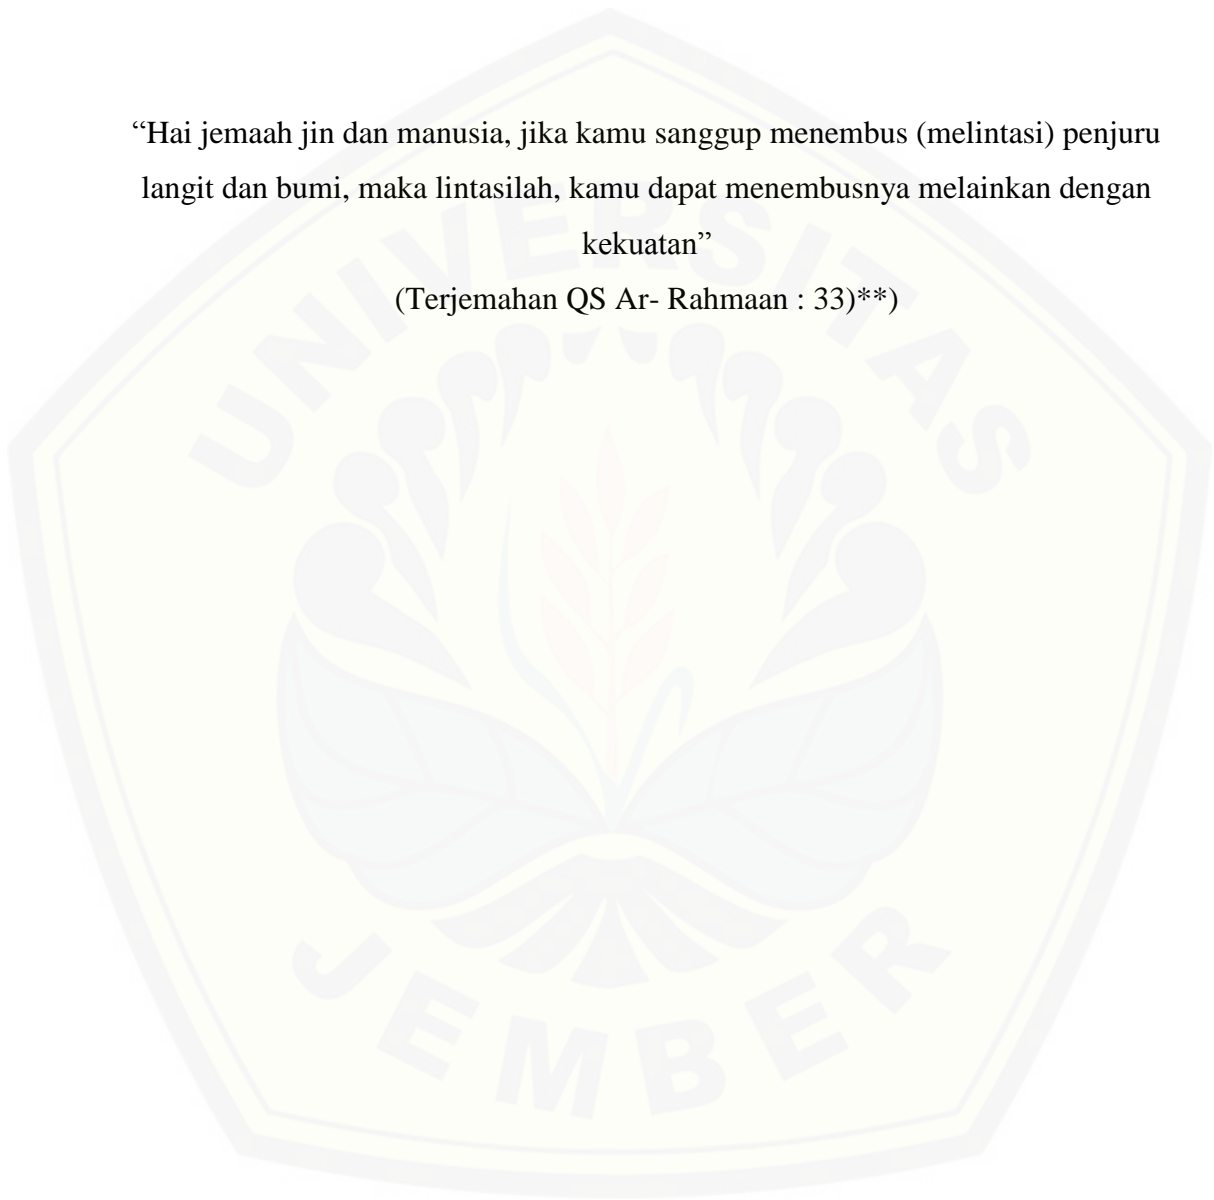 “Hai jemaah jin dan manusia, jika kamu sanggup menembus (melintasi) penjuru
langit dan bumi, maka lintasilah, kamu dapat menembusnya melainkan dengan
kekuatan”
(Terjemahan QS Ar- Rahmaan : 33)**)
UNIVERSITAS
JEMBER